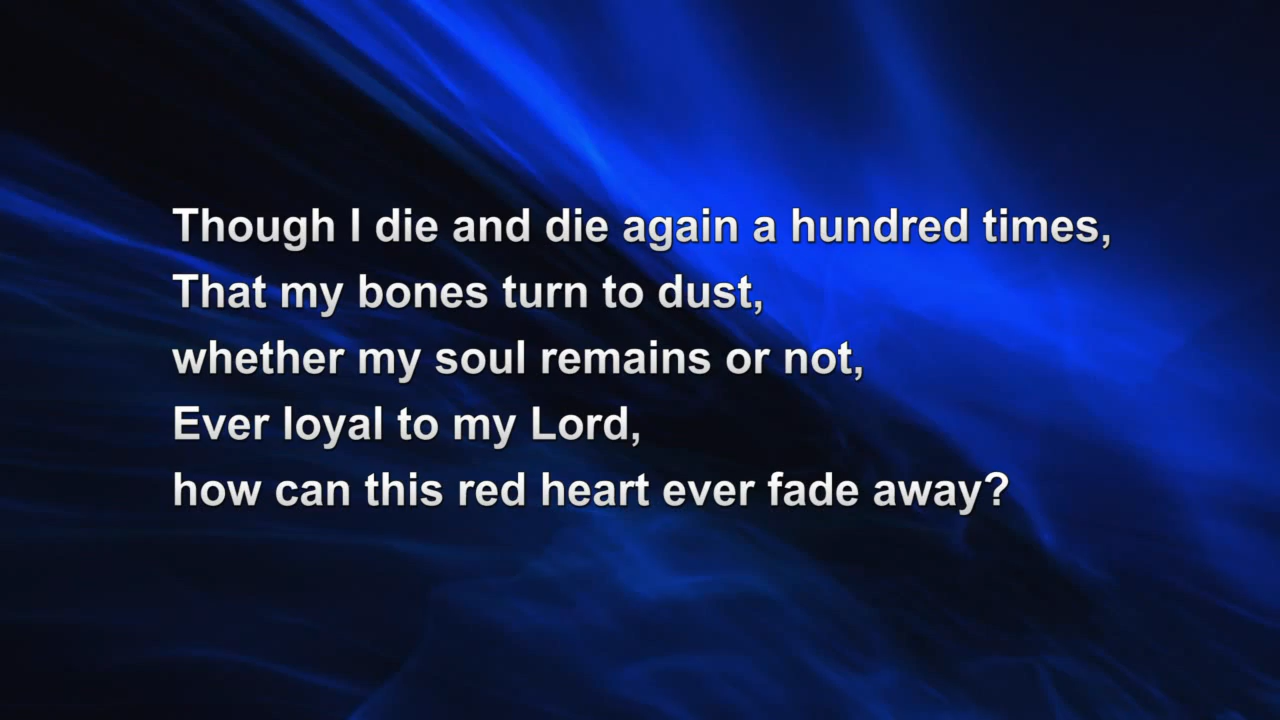 Though I die and die again a hundred times,
That my bones turn to dust,
whether my soul remains or not,
Ever loyal to my Lord,
how can this red heart ever fade away?